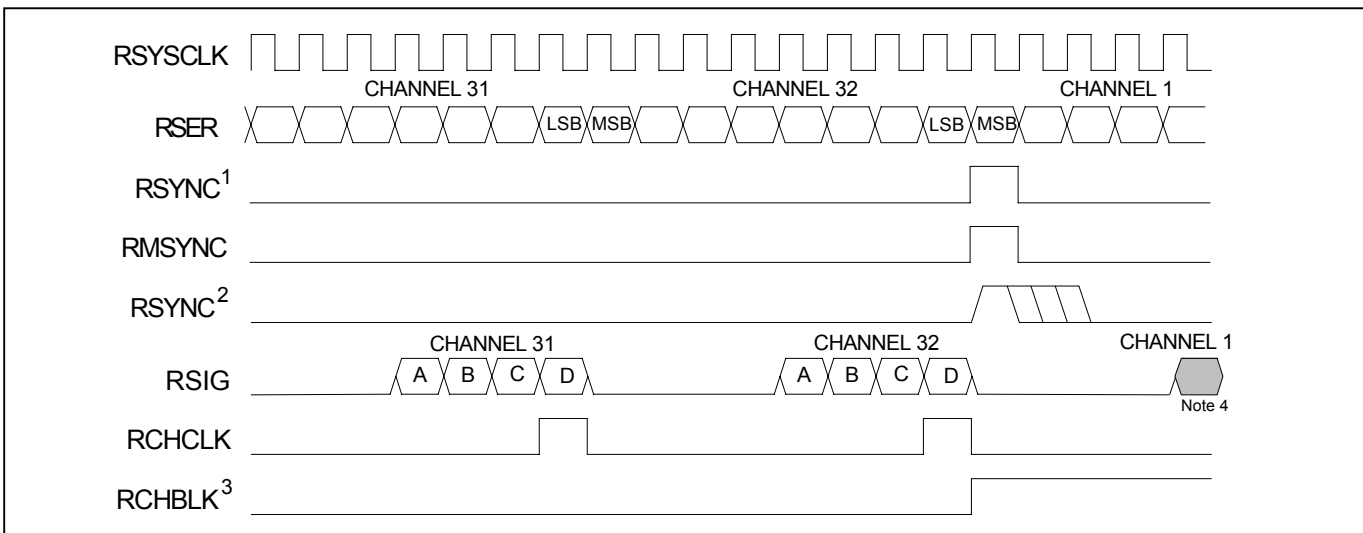 RSYSCLK
CHANNEL 31 CHANNEL 32 CHANNEL 1
RSER LSB MSB LSB MSB
RSYNC¹
RMSYNC
RSYNC²
CHANNEL 31 CHANNEL 32 CHANNEL 1
RSIG A B C D A B C D
Note 4
RCHCLK
RCHBLK³